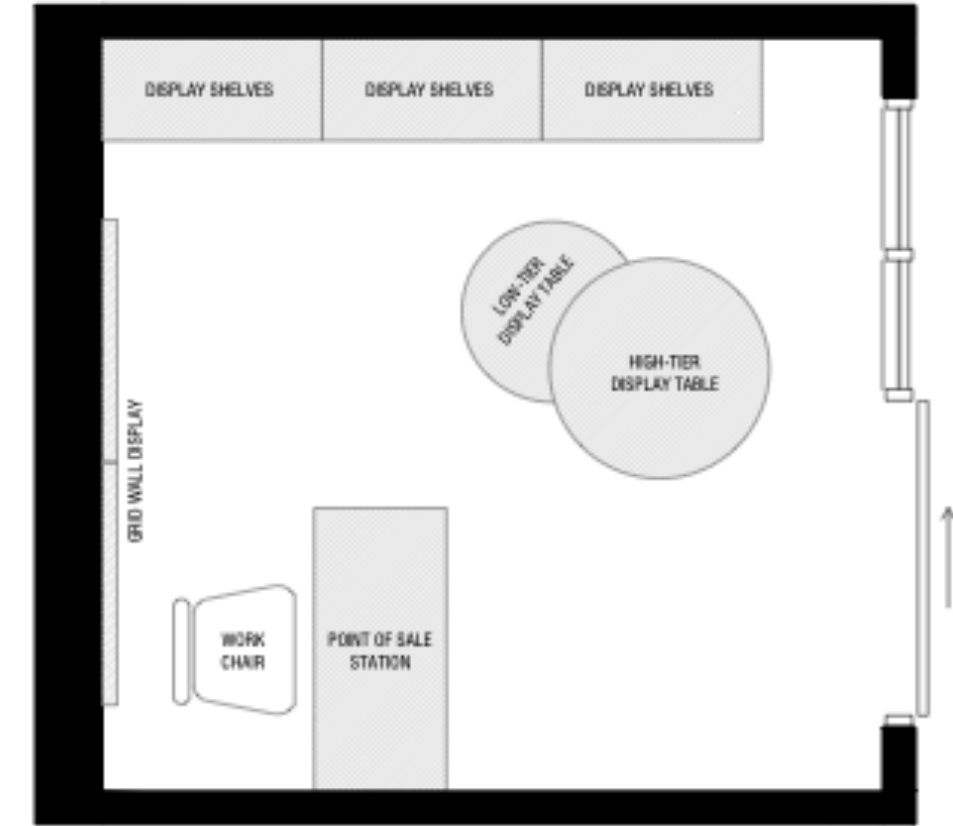 DISPLAY SHELVES
DISPLAY SHELVES
DISPLAY SHELVES
LOW-TIER
DISPLAY TABLE
HIGH-TIER
DISPLAY TABLE
GRID WALL DISPLAY
WORK
CHAIR
POINT OF SALE
STATION